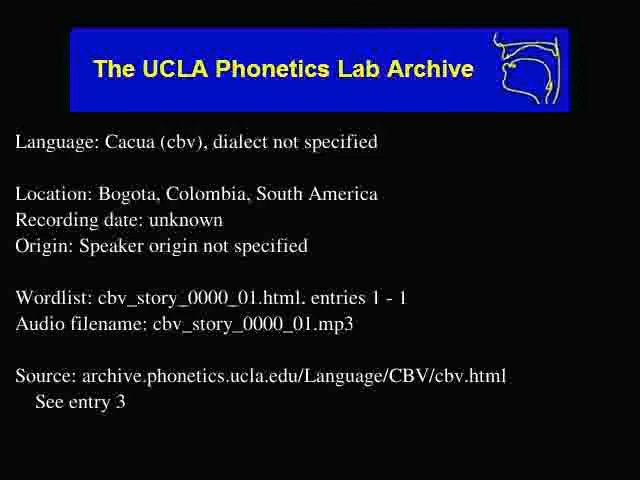 The UCLA Phonetics Lab Archive
Language: Cacua (cbv), dialect not specified
Location: Bogota, Colombia, South America
Recording date: unknown
Origin: Speaker origin not specified
Wordlist: cbv_story_0000_01.html. entries 1 - 1
Audio filename: cbv_story_0000_01.mp3
Source: archive.phonetics.ucla.edu/Language/CBV/cbv.html
See entry 3